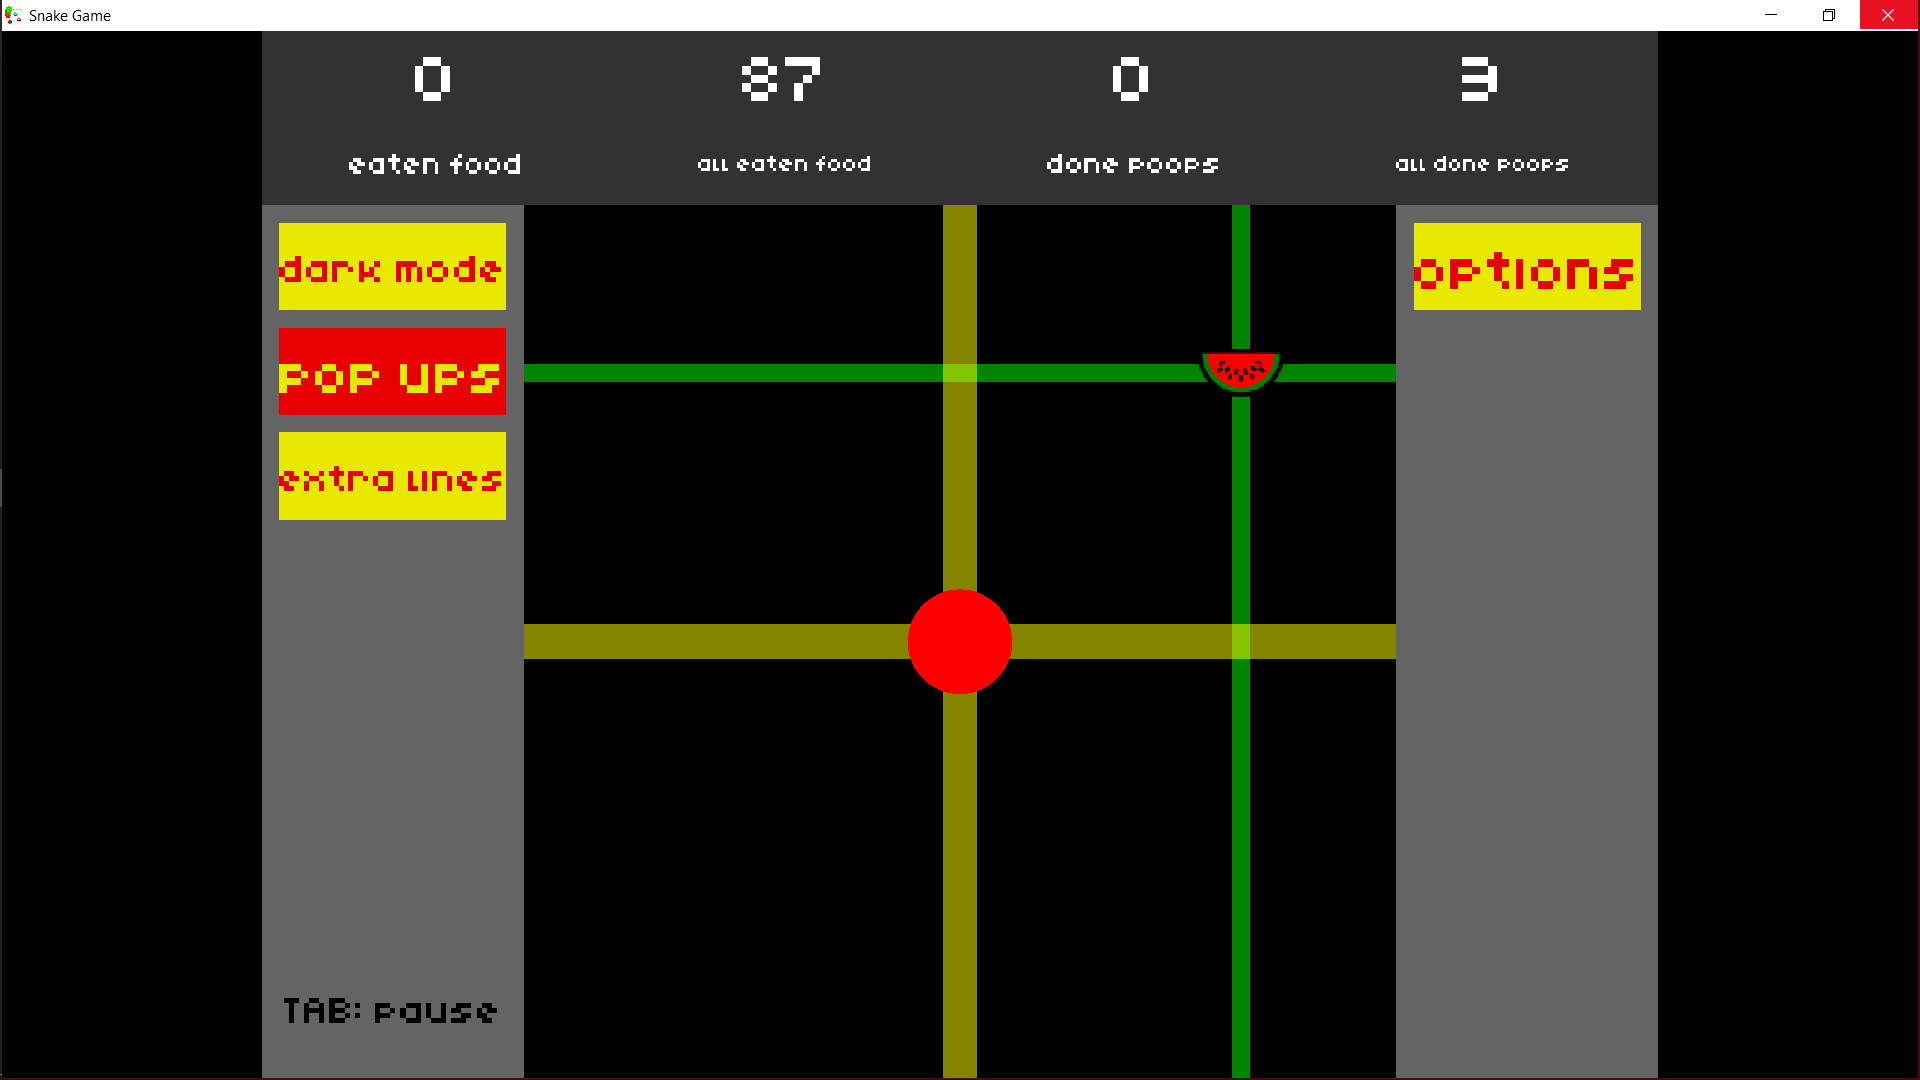 Snake Game
0 87 0 3
eaten food all eaten food done poops all done poops
dark mode
options
pop ups
extra lines
TAB: pause